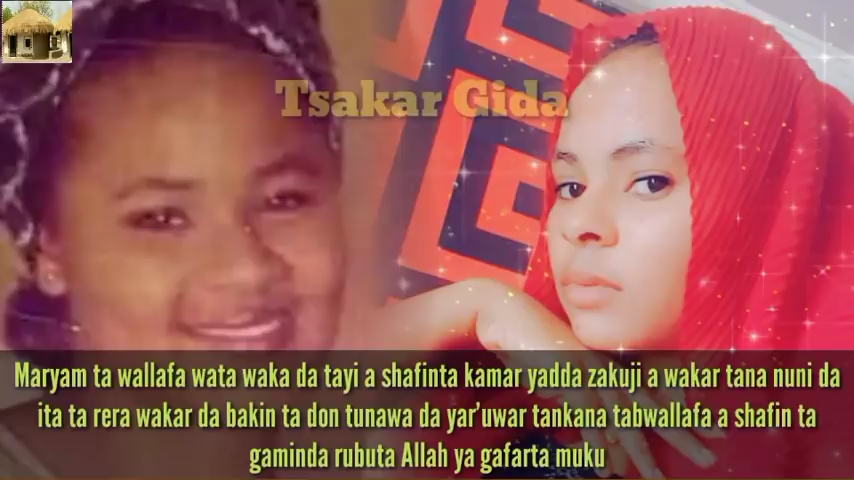 Tsakar Gida
Maryam ta wallafa wata waka da tayi a shafinta kamar yadda zakuji a wakar tana nuni da
ita ta rera wakar da bakin ta don tunawa da yar'uwar tankana tabwallafa a shafin ta
gaminda rubuta Allah ya gafarta muku